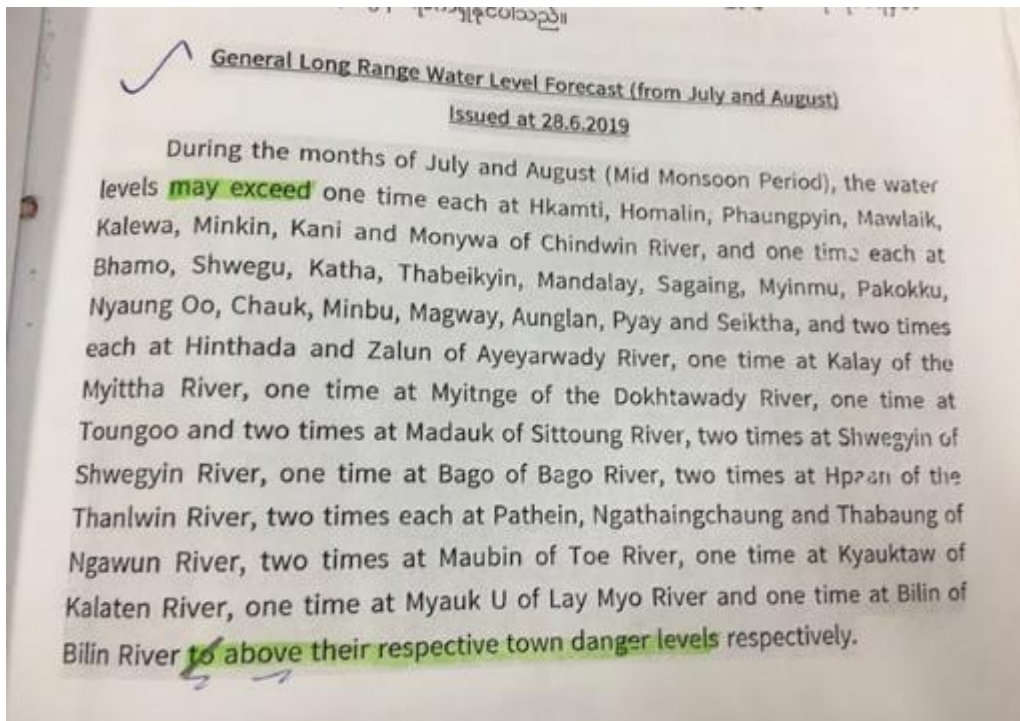 General Long Range Water Level Forecast (from July and August)
Issued at 28.6.2019
During the months of July and August (Mid Monsoon Period), the water
levels may exceed one time each at Hkamti, Homalin, Phaungpyin, Mawlaik,
Kalewa, Minkin, Kani and Monywa of Chindwin River, and one time each at
Bhamo, Shwegu, Katha, Thabeikyin, Mandalay, Sagaing, Myinmu, Pakokku,
Nyaung Oo, Chauk, Minbu, Magway, Aunglan, Pyay and Seiktha, and two times
each at Hinthada and Zalun of Ayeyarwady River, one time at Kalay of the
Myittha River, one time at Myitnge of the Dokhtawady River, one time at
Toungoo and two times at Madauk of Sittoung River, two times at Shwegyin of
Shwegyin River, one time at Bago of Bago River, two times at Hpaan of the
Thanlwin River, two times each at Pathein, Ngathaingchaung and Thabaung of
Ngawun River, two times at Maubin of Toe River, one time at Kyauktaw of
Kalaten River, one time at Myauk U of Lay Myo River and one time at Bilin of
Bilin River to above their respective town danger levels respectively.